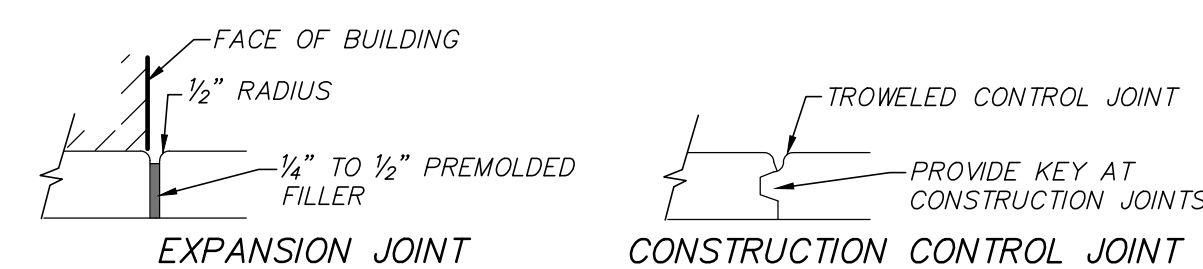 FACE OF BUILDING
½" RADIUS
¼" TO ½" PREMOLDED
FILLER
EXPANSION JOINT
TROWELED CONTROL JOINT
PROVIDE KEY AT
CONSTRUCTION JOINTS
CONSTRUCTION CONTROL JOINT